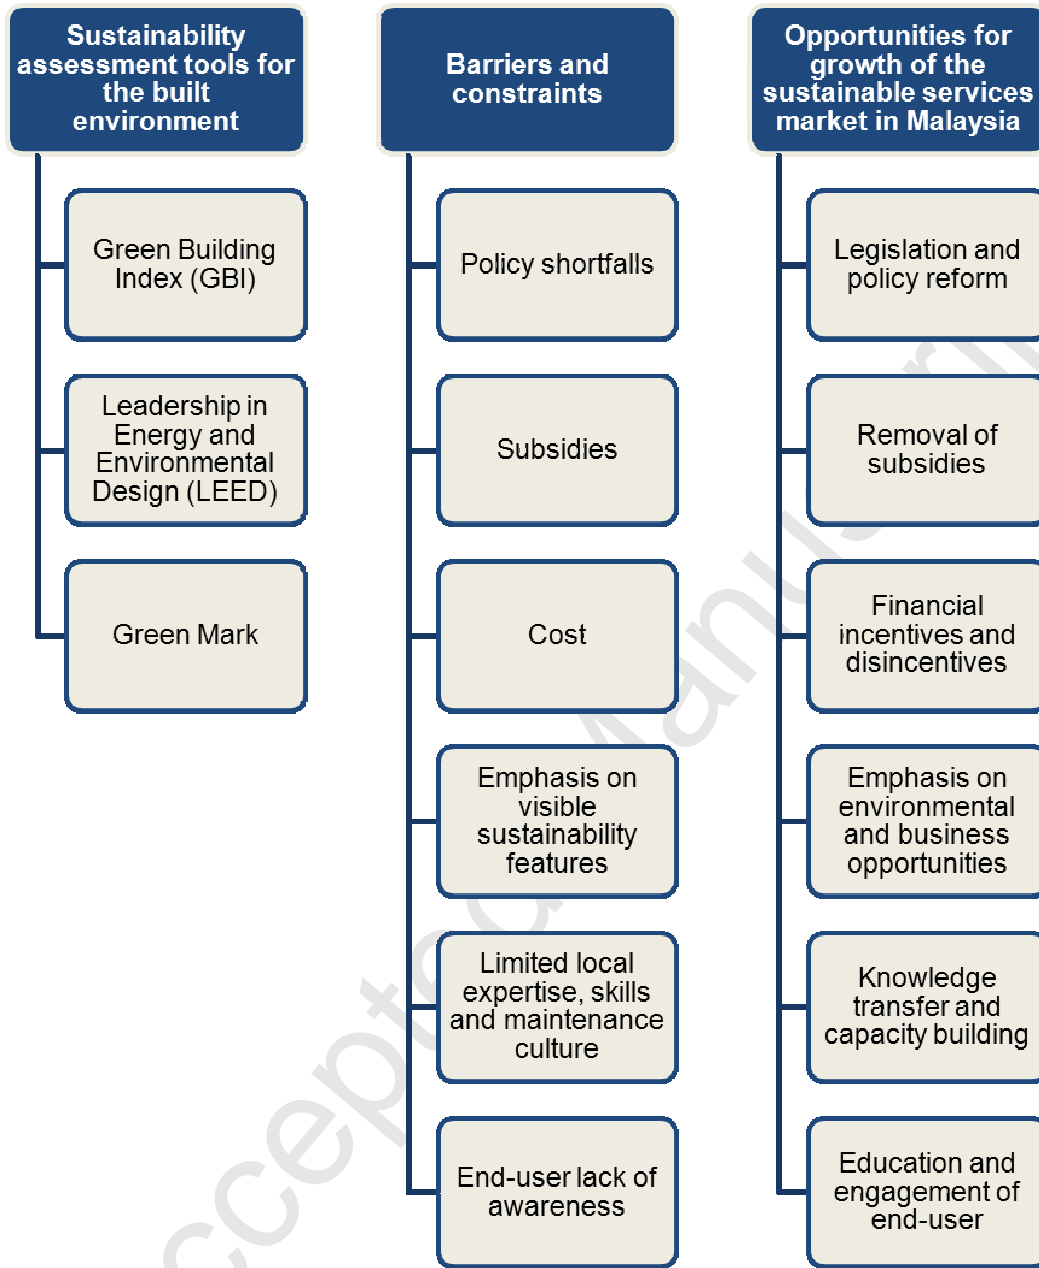 Sustainability
assessment tools for
the built
environment
Green Building
Index (GBI)
Leadership in
Energy and
Environmental
Design (LEED)
Green Mark
Barriers and
constraints
Policy shortfalls
Subsidies
Cost
Emphasis on
visible
sustainability
features
Limited local
expertise, skills
and maintenance
culture
End-user lack of
awareness
Opportunities for
growth of the
sustainable services
market in Malaysia
Legislation and
policy reform
Removal of
subsidies
Financial
incentives and
disincentives
Emphasis on
environmental
and business
opportunities
Knowledge
transfer and
capacity building
Education and
engagement of
end-user